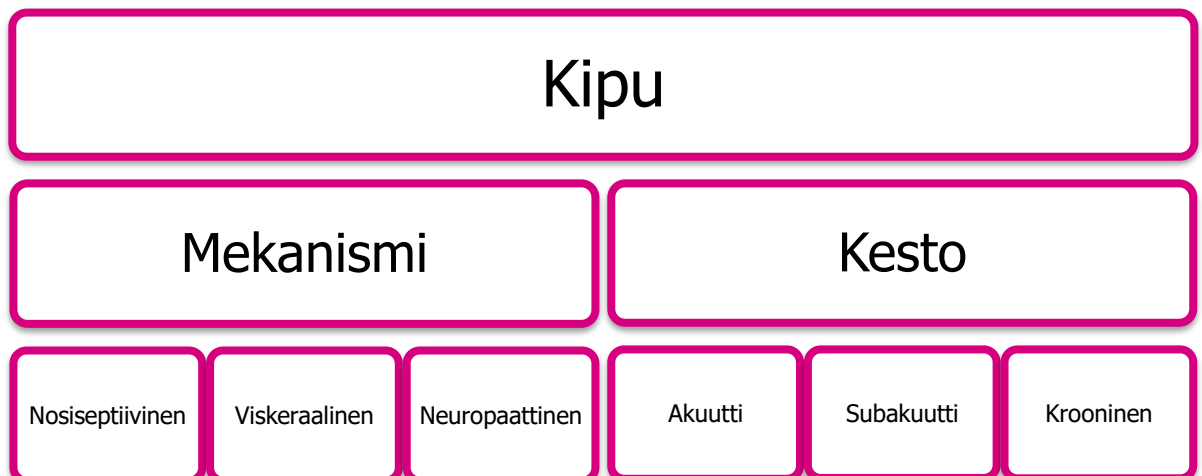 Kipu
Mekanismi
Kesto
Nosiseptiivinen
Viskeraalinen
Neuropaattinen
Akuutti
Subakuutti
Krooninen